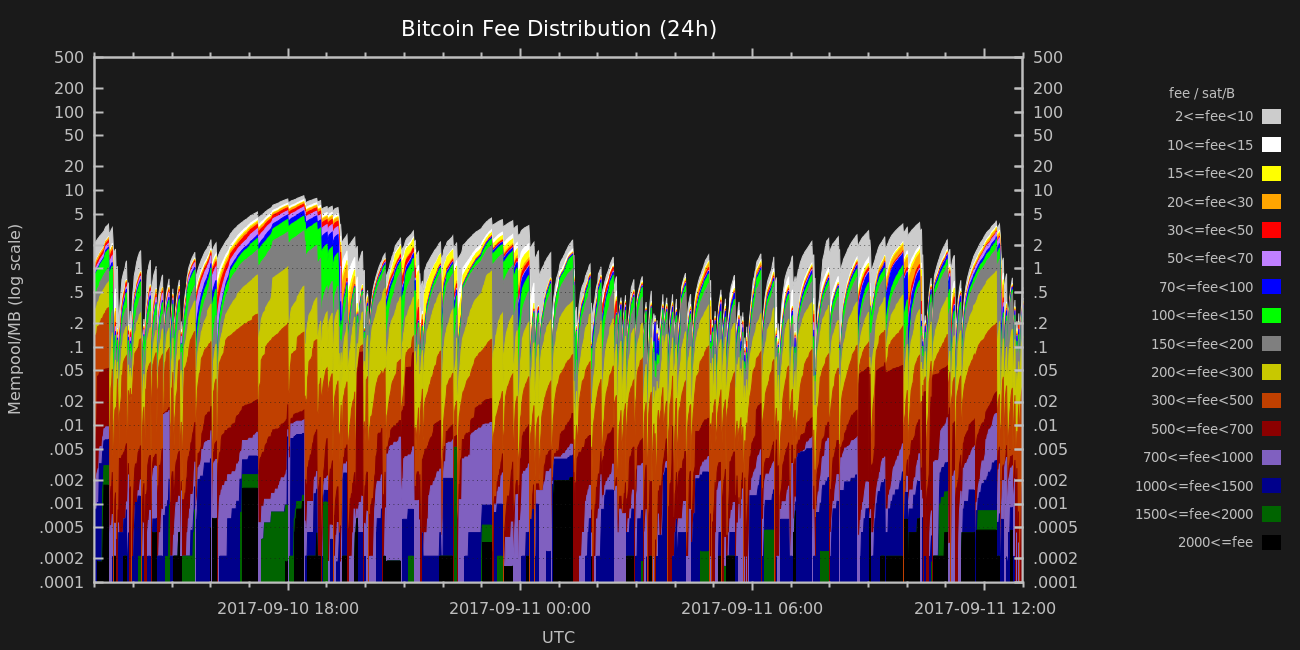 Bitcoin Fee Distribution (24h)
500
200
100
50
20
10
5
2
1
.5
.2
.1
.05
.02
.01
.005
.002
.001
.0005
.0002
.0001
Mempool/MB (log scale)
500
200
100
50
20
10
5
2
1
.5
.2
.1
.05
.02
.01
.005
.002
.001
.0005
.0002
.0001
2017-09-10 18:00 2017-09-11 00:00 2017-09-11 06:00 2017-09-11 12:00
UTC
fee / sat/B
2<=fee<10
10<=fee<15
15<=fee<20
20<=fee<30
30<=fee<50
50<=fee<70
70<=fee<100
100<=fee<150
150<=fee<200
200<=fee<300
300<=fee<500
500<=fee<700
700<=fee<1000
1000<=fee<1500
1500<=fee<2000
2000<=fee